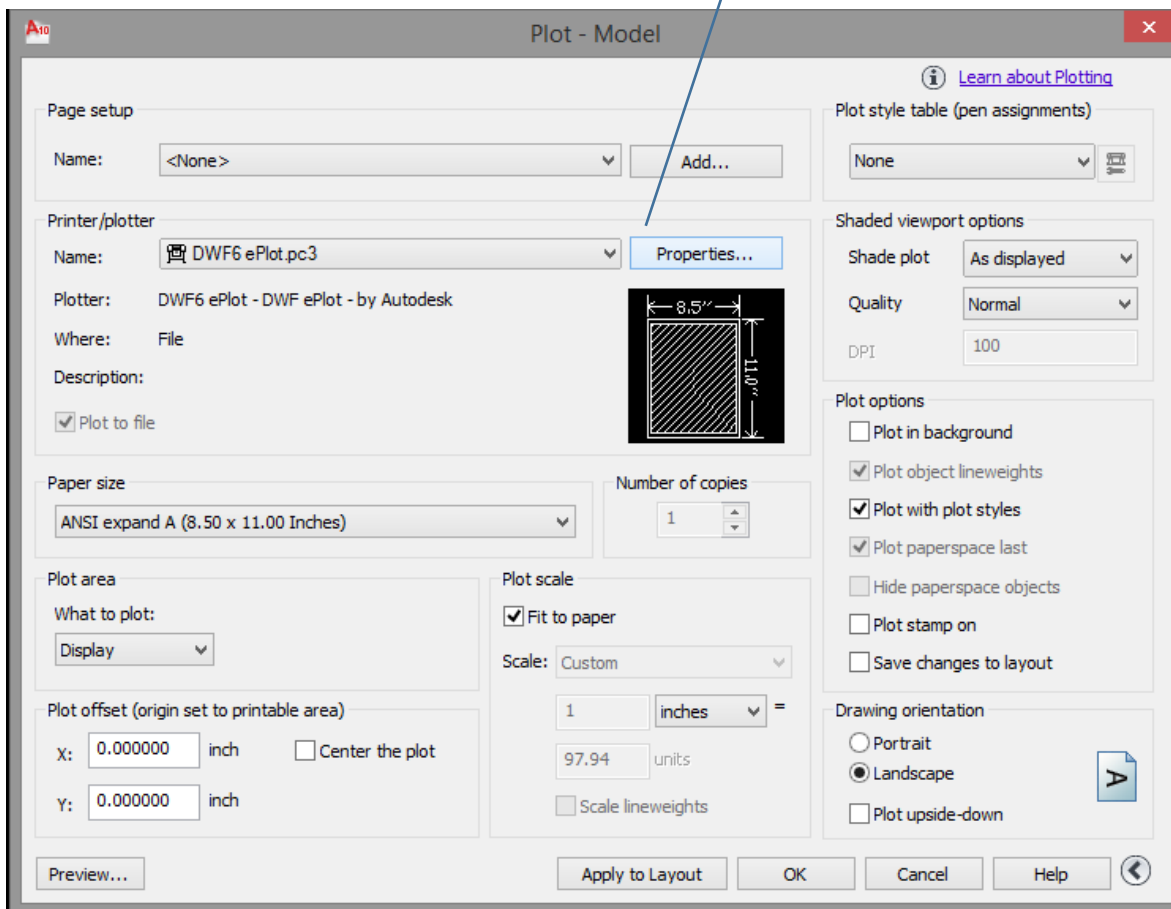 A10
Plot - Model
Learn about Plotting
Page setup
Name: <None> Add...
Plot style table (pen assignments)
None
Printer/plotter
Name: DWF6 ePlot.pc3 Properties...
Plotter: DWF6 ePlot - DWF ePlot - by Autodesk
Where: File
Description:
Plot to file
8.5″
11.0″
Shaded viewport options
Shade plot As displayed
Quality Normal
DPI 100
Paper size
ANSI expand A (8.50 x 11.00 Inches)
Number of copies
1
Plot options
Plot in background
Plot object lineweights
Plot with plot styles
Plot paperspace last
Hide paperspace objects
Plot stamp on
Save changes to layout
Plot area
What to plot:
Display
Plot scale
Fit to paper
Scale: Custom
1 inches =
97.94 units
Scale lineweights
Plot offset (origin set to printable area)
X: 0.000000 inch Center the plot
Y: 0.000000 inch
Drawing orientation
Portrait
Landscape
A
Plot upside-down
Preview... Apply to Layout OK Cancel Help